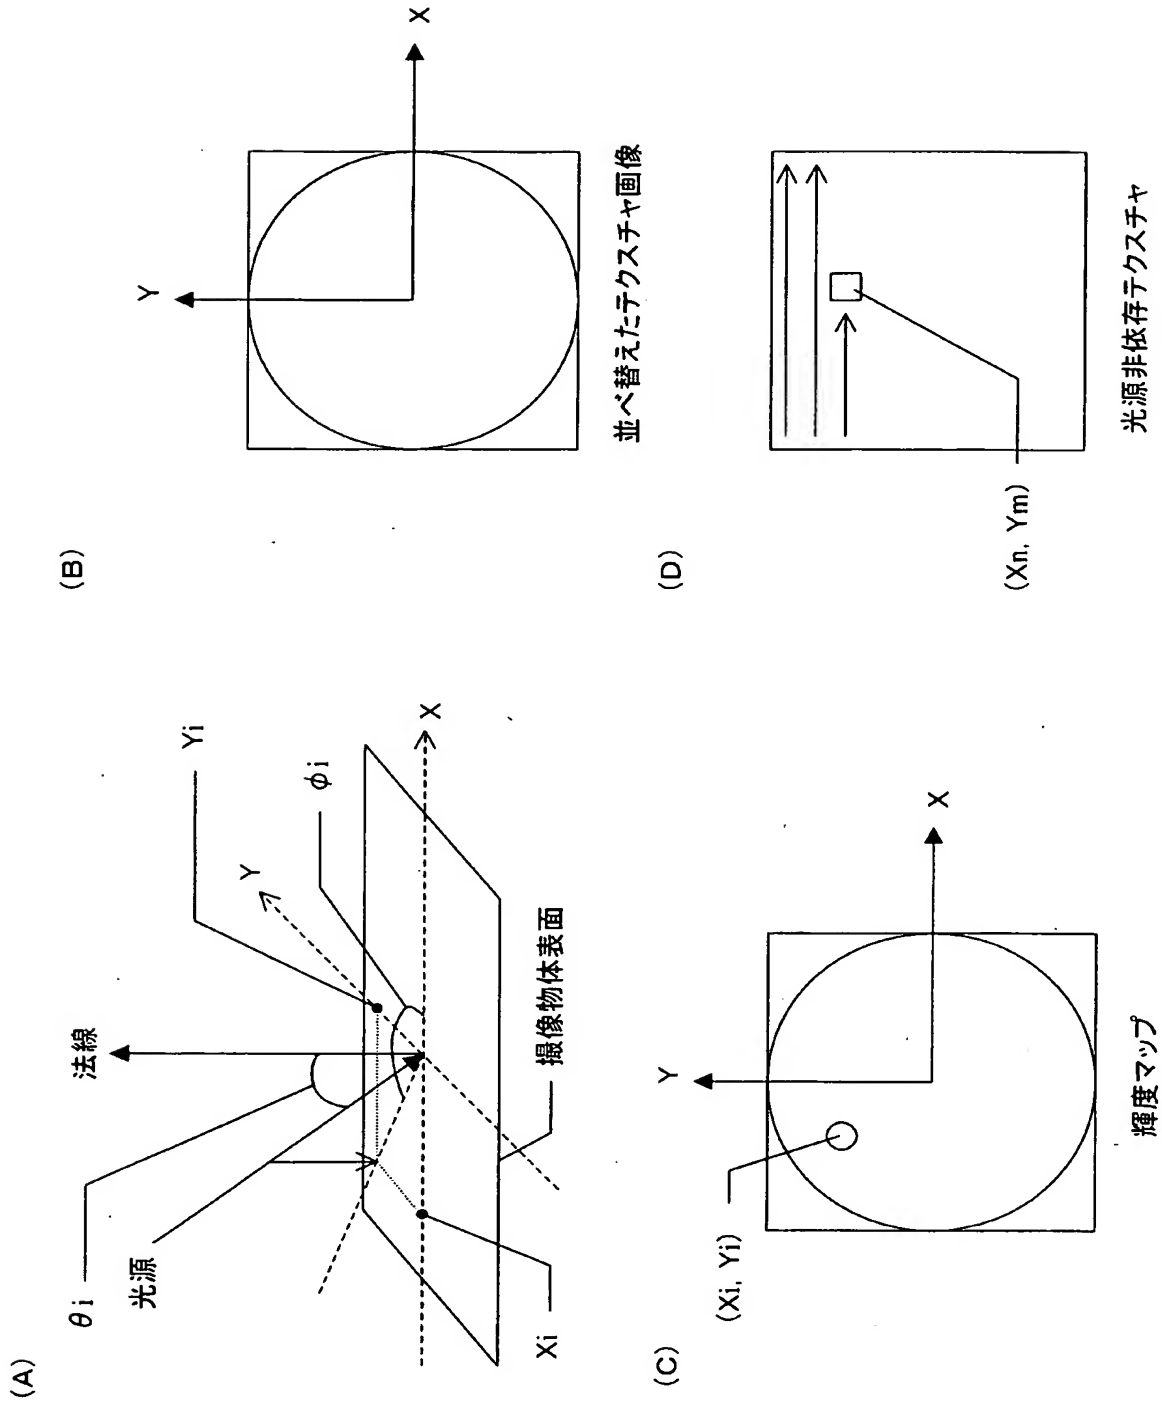 (A)
θi
光源
法線
Yi
Y
φi
X
Xi
撮像物体表面
(B)
Y
X
並べ替えたテクスチャ画像
(C)
(Xi, Yi)
Y
X
輝度マップ
(D)
(Xn, Ym)
光源非依存テクスチャ